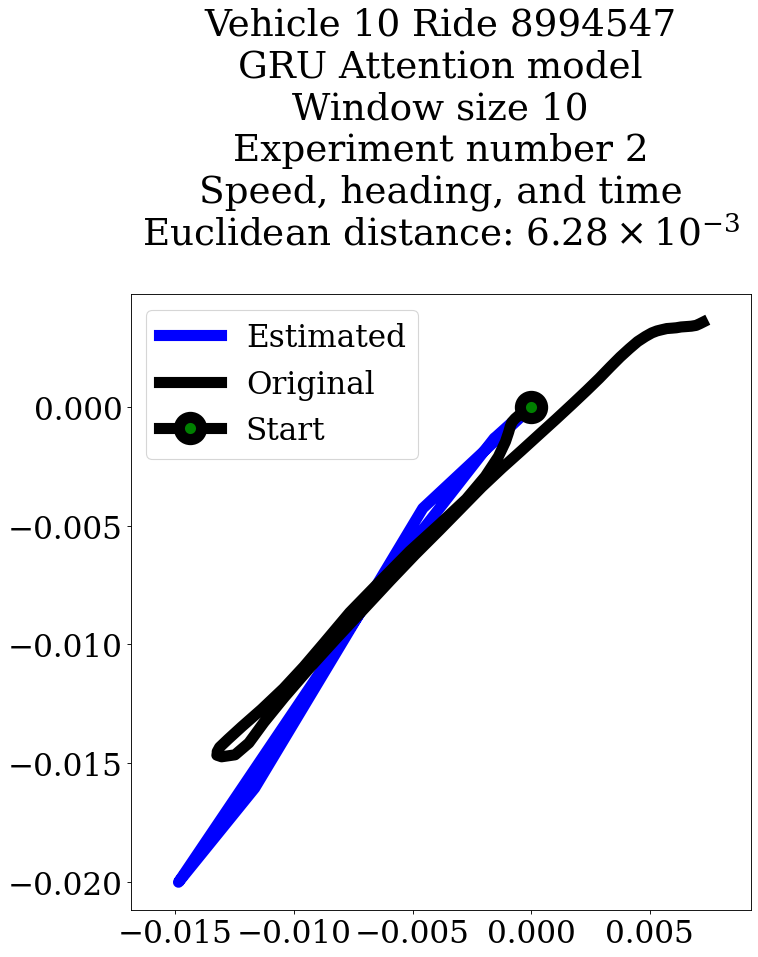 Vehicle 10 Ride 8994547
GRU Attention model
Window size 10
Experiment number 2
Speed, heading, and time
Euclidean distance: 6.28 × 10⁻³
Estimated
Original
Start
0.000
−0.005
−0.010
−0.015
−0.020
−0.015 −0.010 −0.005 0.000 0.005